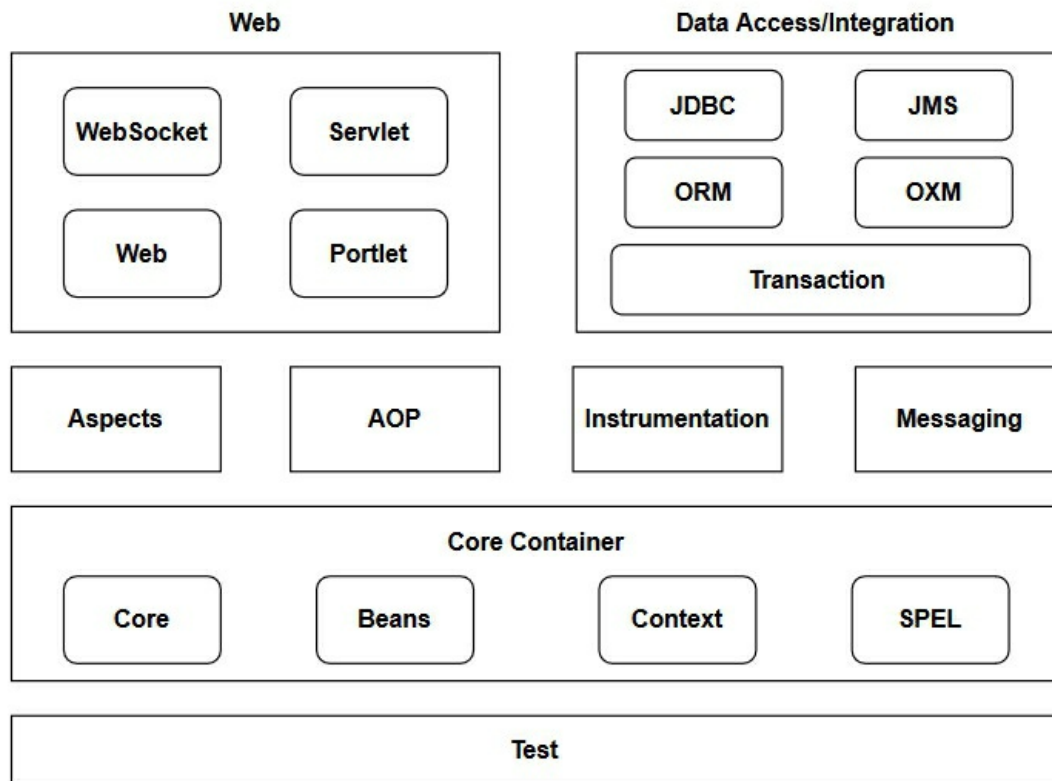 Web
Data Access/Integration
WebSocket
Servlet
Web
Portlet
JDBC
JMS
ORM
OXM
Transaction
Aspects
AOP
Instrumentation
Messaging
Core Container
Core
Beans
Context
SPEL
Test